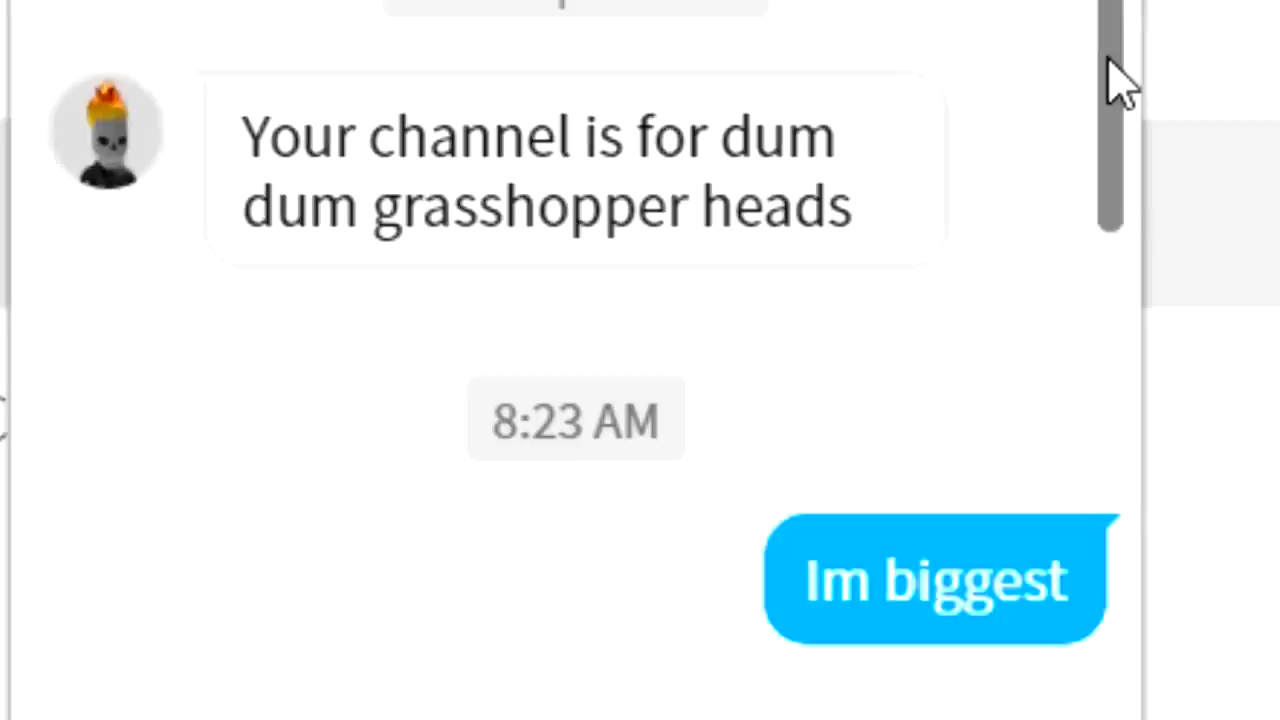 Your channel is for dum
dum grasshopper heads
8:23 AM
Im biggest